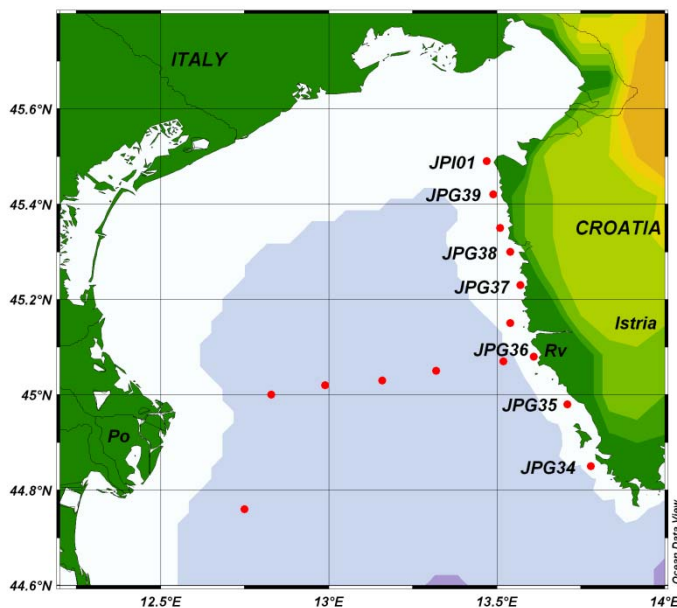 ITALY
45.6°N
JPI01
45.4°N
JPG39
CROATIA
JPG38
JPG37
45.2°N
Istria
JPG36
Rv
45°N
JPG35
Po
JPG34
44.8°N
44.6°N
12.5°E
13°E
13.5°E
14°E
Ocean Data View